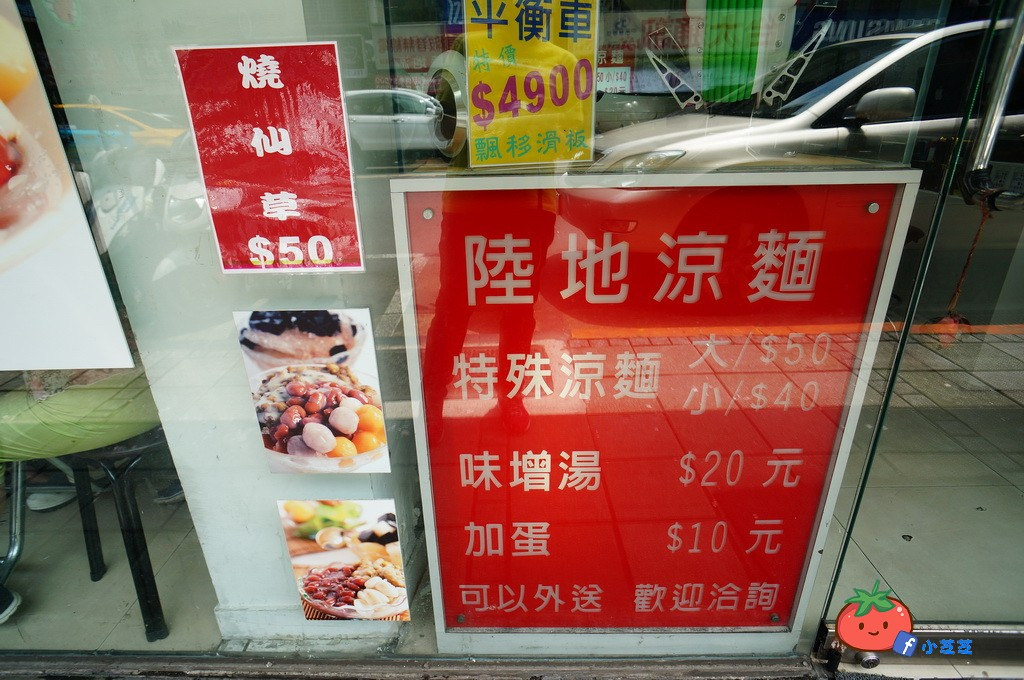 燒
仙
草
$50
平衡車
特價
$4900
飄移滑板
陸地涼麵
特殊涼麵 大/$50
小/$40
味增湯 $20 元
加蛋 $10 元
可以外送 歡迎洽詢
小芝芝